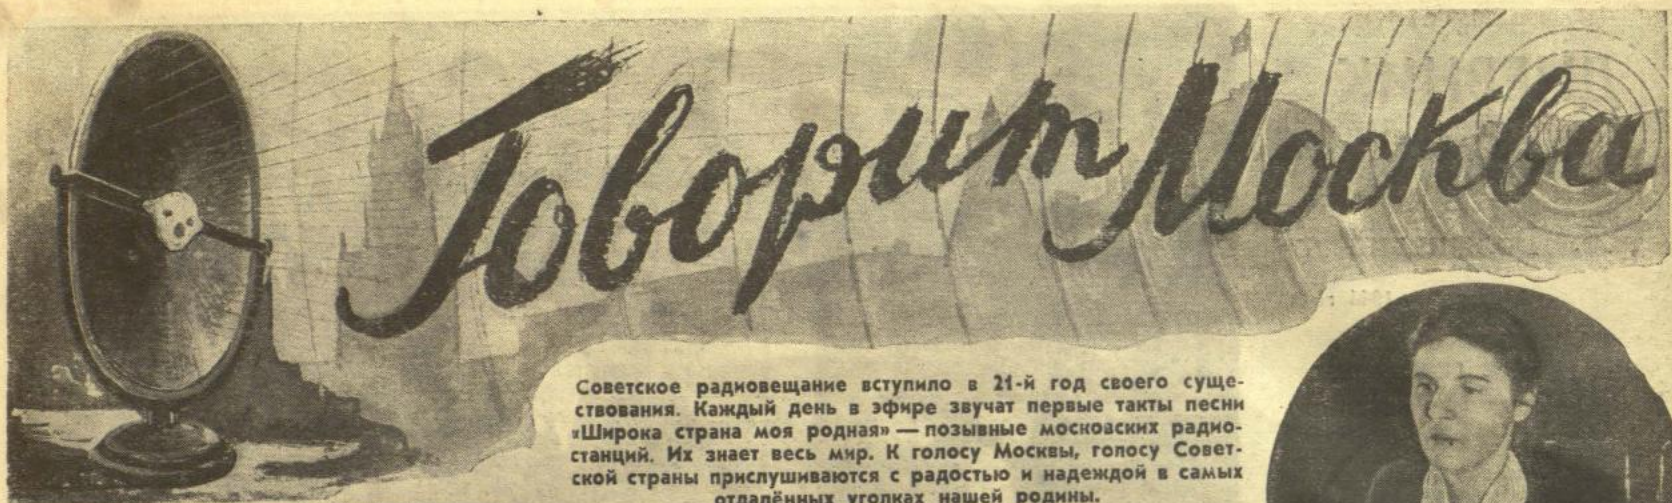 Говорит Москва
Советское радиовещание вступило в 21-й год своего суще-
ствования. Каждый день в эфире звучат первые такты песни
«Широка страна моя родная» — позывные московских радио-
станций. Их знает весь мир. К голосу Москвы, голосу Совет-
ской страны прислушиваются с радостью и надеждой в самых
отдалённых уголках нашей родины.